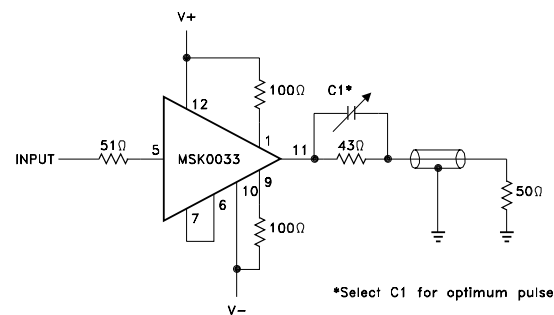 V+
12
100Ω
1
C1*
51Ω
5
INPUT
MSK0033
11
43Ω
9
10
6
7
100Ω
50Ω
V-
*Select C1 for optimum pulse